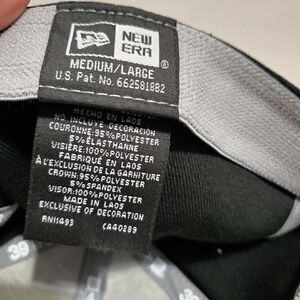 NEW
ERA
MEDIUM/LARGE
U.S. Pat. No. 6625818B2
HECHO EN LAOS
NO INCLUYE DECORACIÓN
COURONNE:95%POLYESTER
5%ÉLASTHANNE
VISIÈRE:100%POLYESTER
FABRIQUÉ EN LAOS
À L'EXCLUSION DE LA GARNITURE
CROWN:95%POLYESTER
5%SPANDEX
VISOR:100%POLYESTER
MADE IN LAOS
EXCLUSIVE OF DECORATION
RN11493 CA40289
39
39